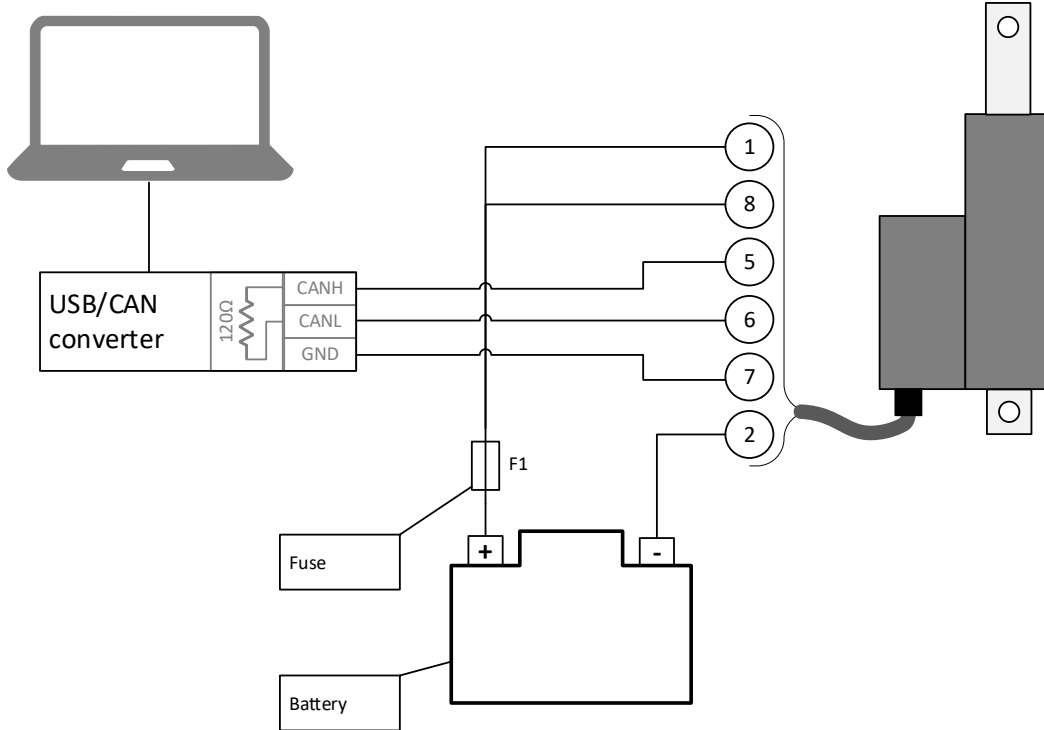 1
8
5
6
7
2
USB/CAN
converter
120Ω
CANH
CANL
GND
F1
Fuse
+
-
Battery